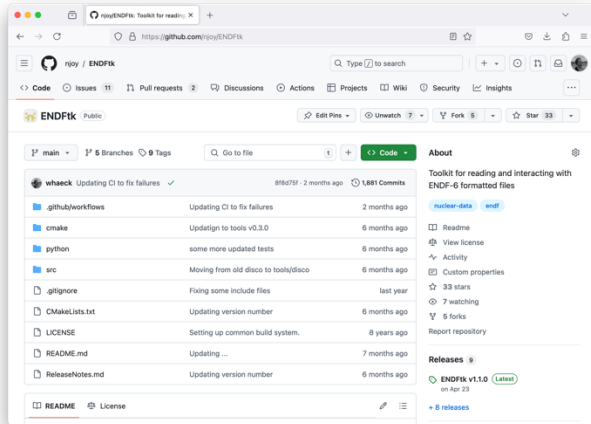 njoy/ENDFtk: Toolkit for reading
https://github.com/njoy/ENDFtk
njoy / ENDFtk
Type / to search
Code Issues 11 Pull requests 2 Discussions Actions Projects Wiki Security Insights
ENDFtk Public Edit Pins Unwatch 7 Fork 5 Star 33
main 5 Branches 9 Tags Go to file t Code
About
Toolkit for reading and interacting with
ENDF-6 formatted files
nuclear-data endf
Readme
View license
Activity
Custom properties
33 stars
7 watching
5 forks
Report repository
Releases 9
ENDFtk v1.1.0 Latest
on Apr 23
+ 8 releases
whaeck Updating CI to fix failures 8f8d75f · 2 months ago 1,681 Commits
.github/workflows Updating CI to fix failures 2 months ago
cmake Updatign to tools v0.3.0 6 months ago
python some more updated tests 6 months ago
src Moving from old disco to tools/disco 6 months ago
.gitignore Fixing some include files last year
CMakeLists.txt Updating version number 6 months ago
LICENSE Setting up common build system. 8 years ago
README.md Updating ... 7 months ago
ReleaseNotes.md Updating version number 6 months ago
README License